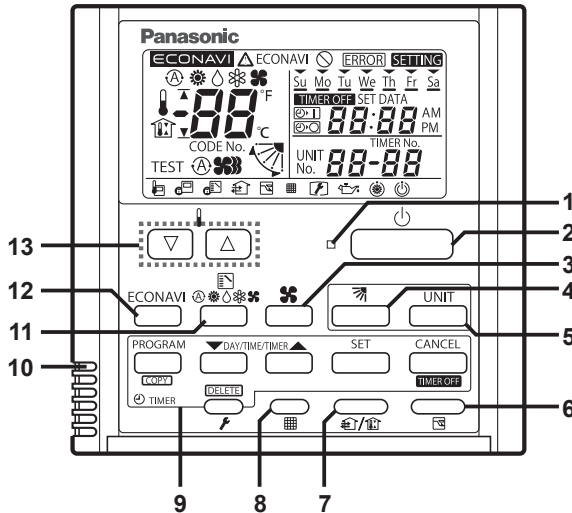 Panasonic
ECONAVI ECONAVI ERROR SETTING
A Su Mo Tu We Th Fr Sa
°F TIMER OFF SET DATA
-88 88:88 AM
PM
°C
CODE No. TIMER No.
UNIT No. 88-88
TEST A
1
2
13
3
ECONAVI A UNIT
12
4
11
5
PROGRAM DAY/TIME/TIMER SET CANCEL
10
COPY TIMER OFF
TIMER DELETE
6
9 8 7